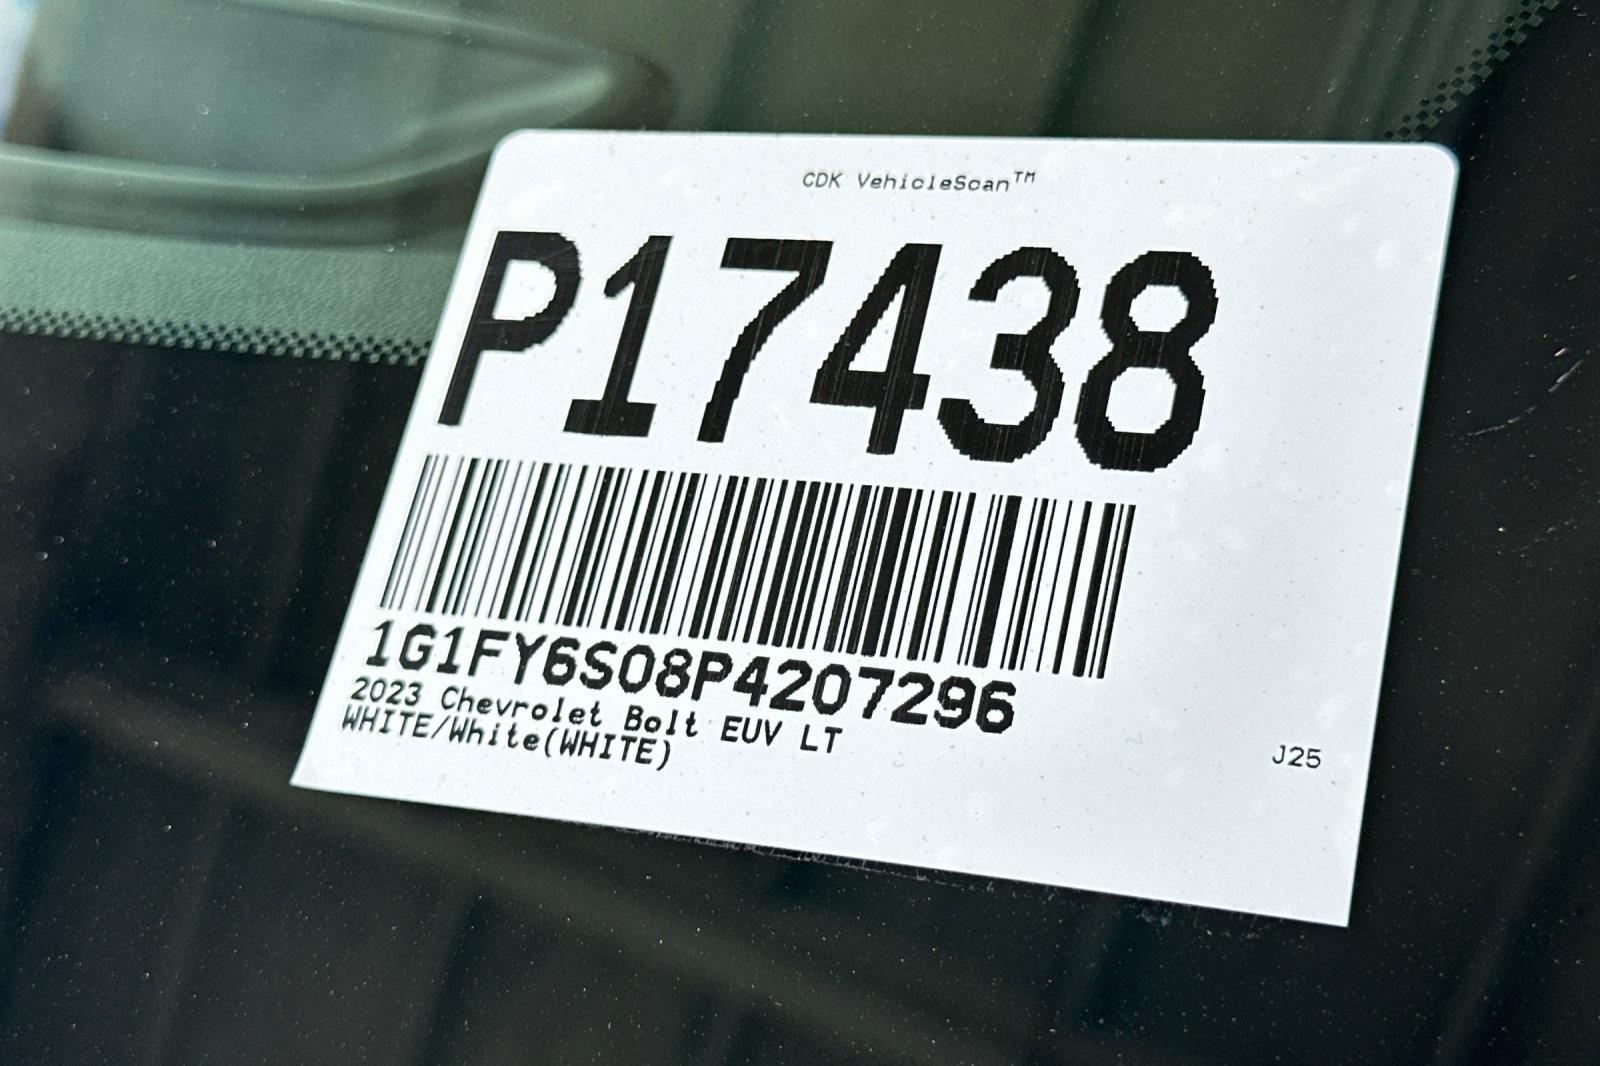 CDK VehicleScan™
P17438
1G1FY6S08P4207296
2023 Chevrolet Bolt EUV LT
WHITE/White(WHITE)
J25